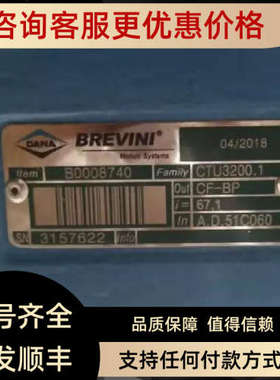 咨询客服更优惠价格
DANA
BREVINI®
Motion Systems
04/2018
Item B0008740 Family CTU3200.1
Out CF-BP
i= 67,1
SN 3157622 Info In A.D.51C060
号齐全 品质保障 值得信赖
发顺丰 支持任何付款方式